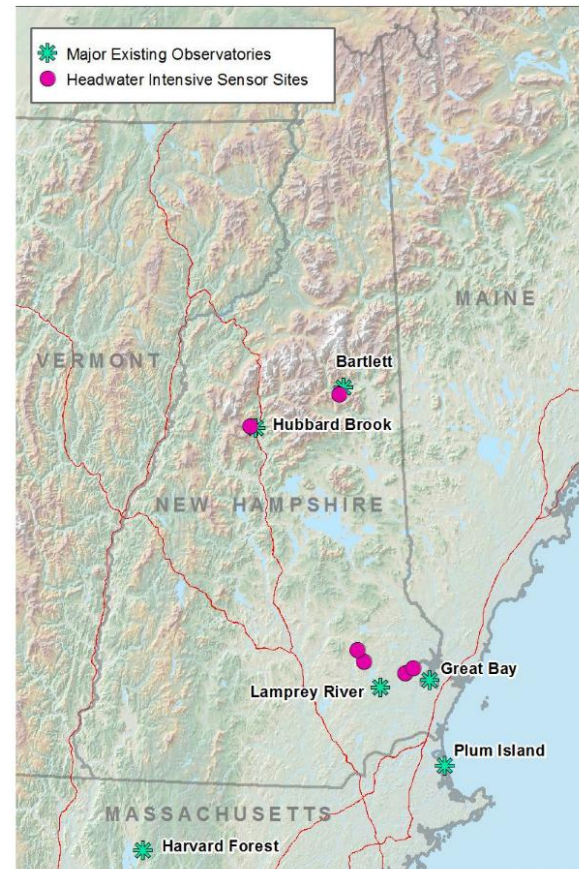 Major Existing Observatories
Headwater Intensive Sensor Sites
MAINE
VERMONT
Bartlett
Hubbard Brook
NEW HAMPSHIRE
Great Bay
Lamprey River
Plum Island
MASSACHUSETTS
Harvard Forest